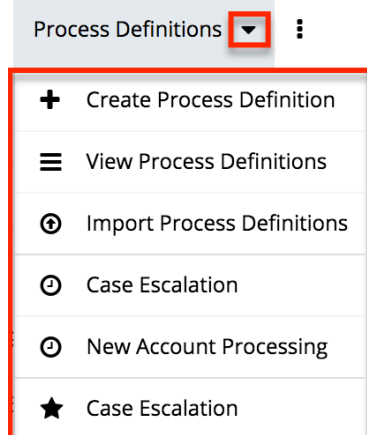 Process Definitions
Create Process Definition
View Process Definitions
Import Process Definitions
Case Escalation
New Account Processing
Case Escalation